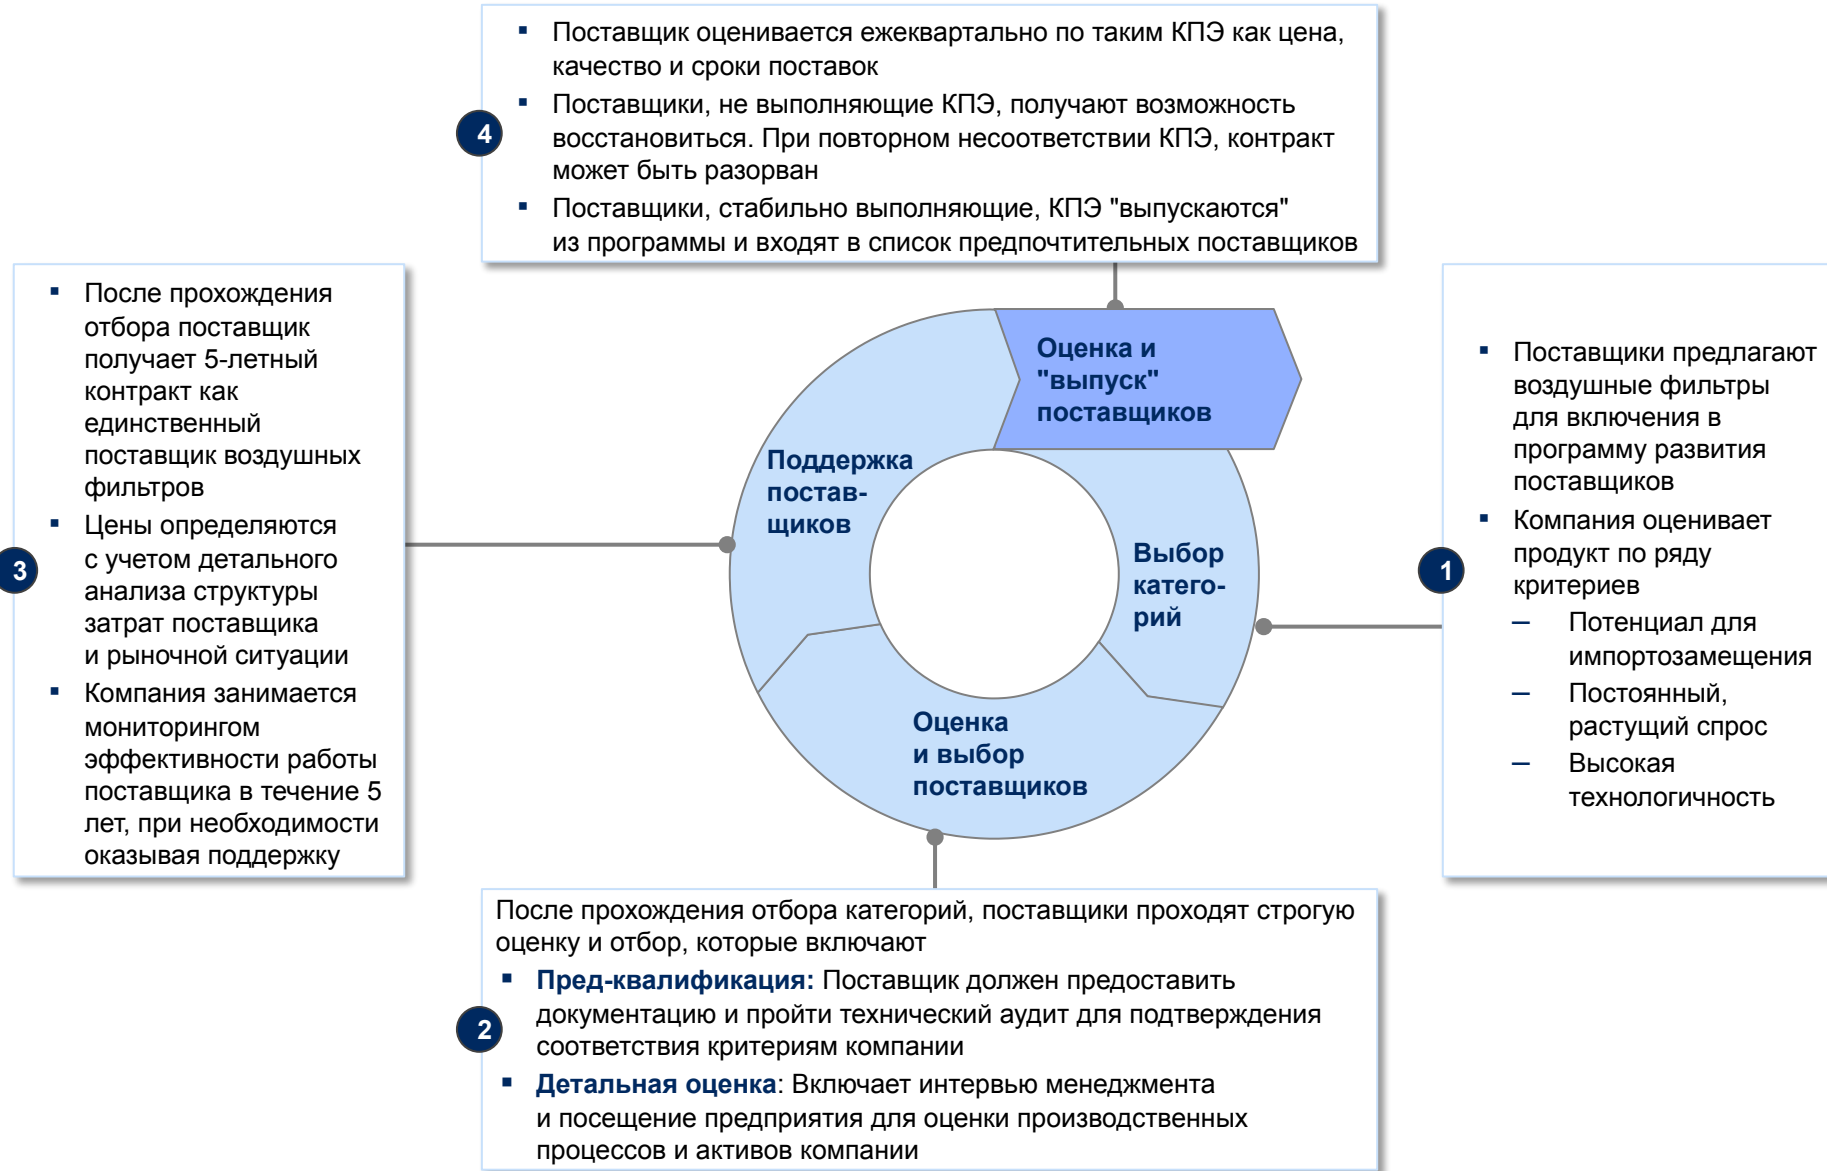 ▪ Поставщик оценивается ежеквартально по таким КПЭ как цена,
качество и сроки поставок
▪ Поставщики, не выполняющие КПЭ, получают возможность
восстановиться. При повторном несоответствии КПЭ, контракт
может быть разорван
▪ Поставщики, стабильно выполняющие, КПЭ "выпускаются"
из программы и входят в список предпочтительных поставщиков
4
▪ После прохождения
отбора поставщик
получает 5-летный
контракт как
единственный
поставщик воздушных
фильтров
▪ Цены определяются
с учетом детального
анализа структуры
затрат поставщика
и рыночной ситуации
▪ Компания занимается
мониторингом
эффективности работы
поставщика в течение 5
лет, при необходимости
оказывая поддержку
3
Оценка и
"выпуск"
поставщиков
Поддержка
постав-
щиков
Выбор
катего-
рий
Оценка
и выбор
поставщиков
▪ Поставщики предлагают
воздушные фильтры
для включения в
программу развития
поставщиков
▪ Компания оценивает
продукт по ряду
критериев
– Потенциал для
импортозамещения
– Постоянный,
растущий спрос
– Высокая
технологичность
1
После прохождения отбора категорий, поставщики проходят строгую
оценку и отбор, которые включают
▪ Пред-квалификация: Поставщик должен предоставить
документацию и пройти технический аудит для подтверждения
соответствия критериям компании
▪ Детальная оценка: Включает интервью менеджмента
и посещение предприятия для оценки производственных
процессов и активов компании
2